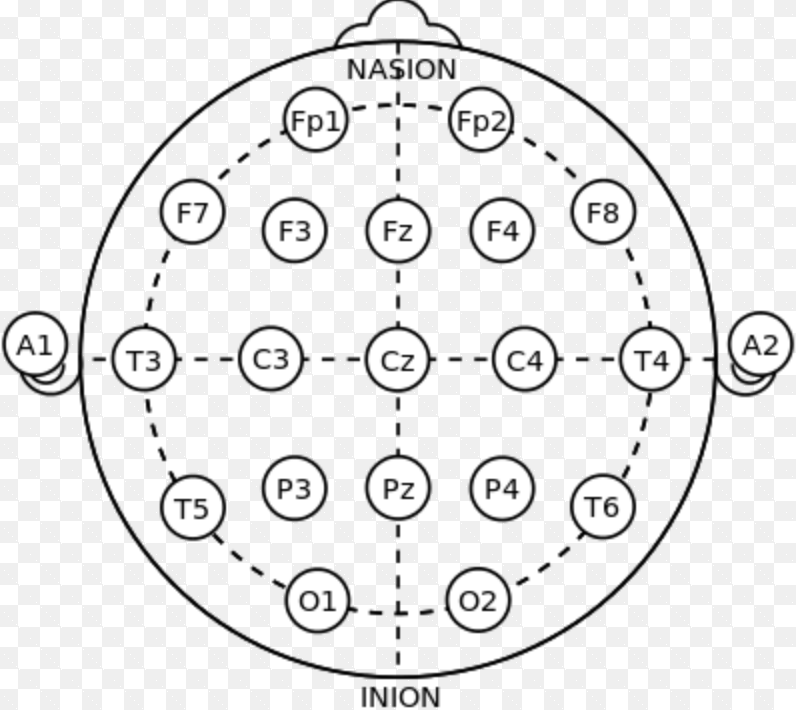 NASION
Fp1 Fp2
F7 F3 Fz F4 F8
A1 T3 C3 Cz C4 T4 A2
T5 P3 Pz P4 T6
O1 O2
INION